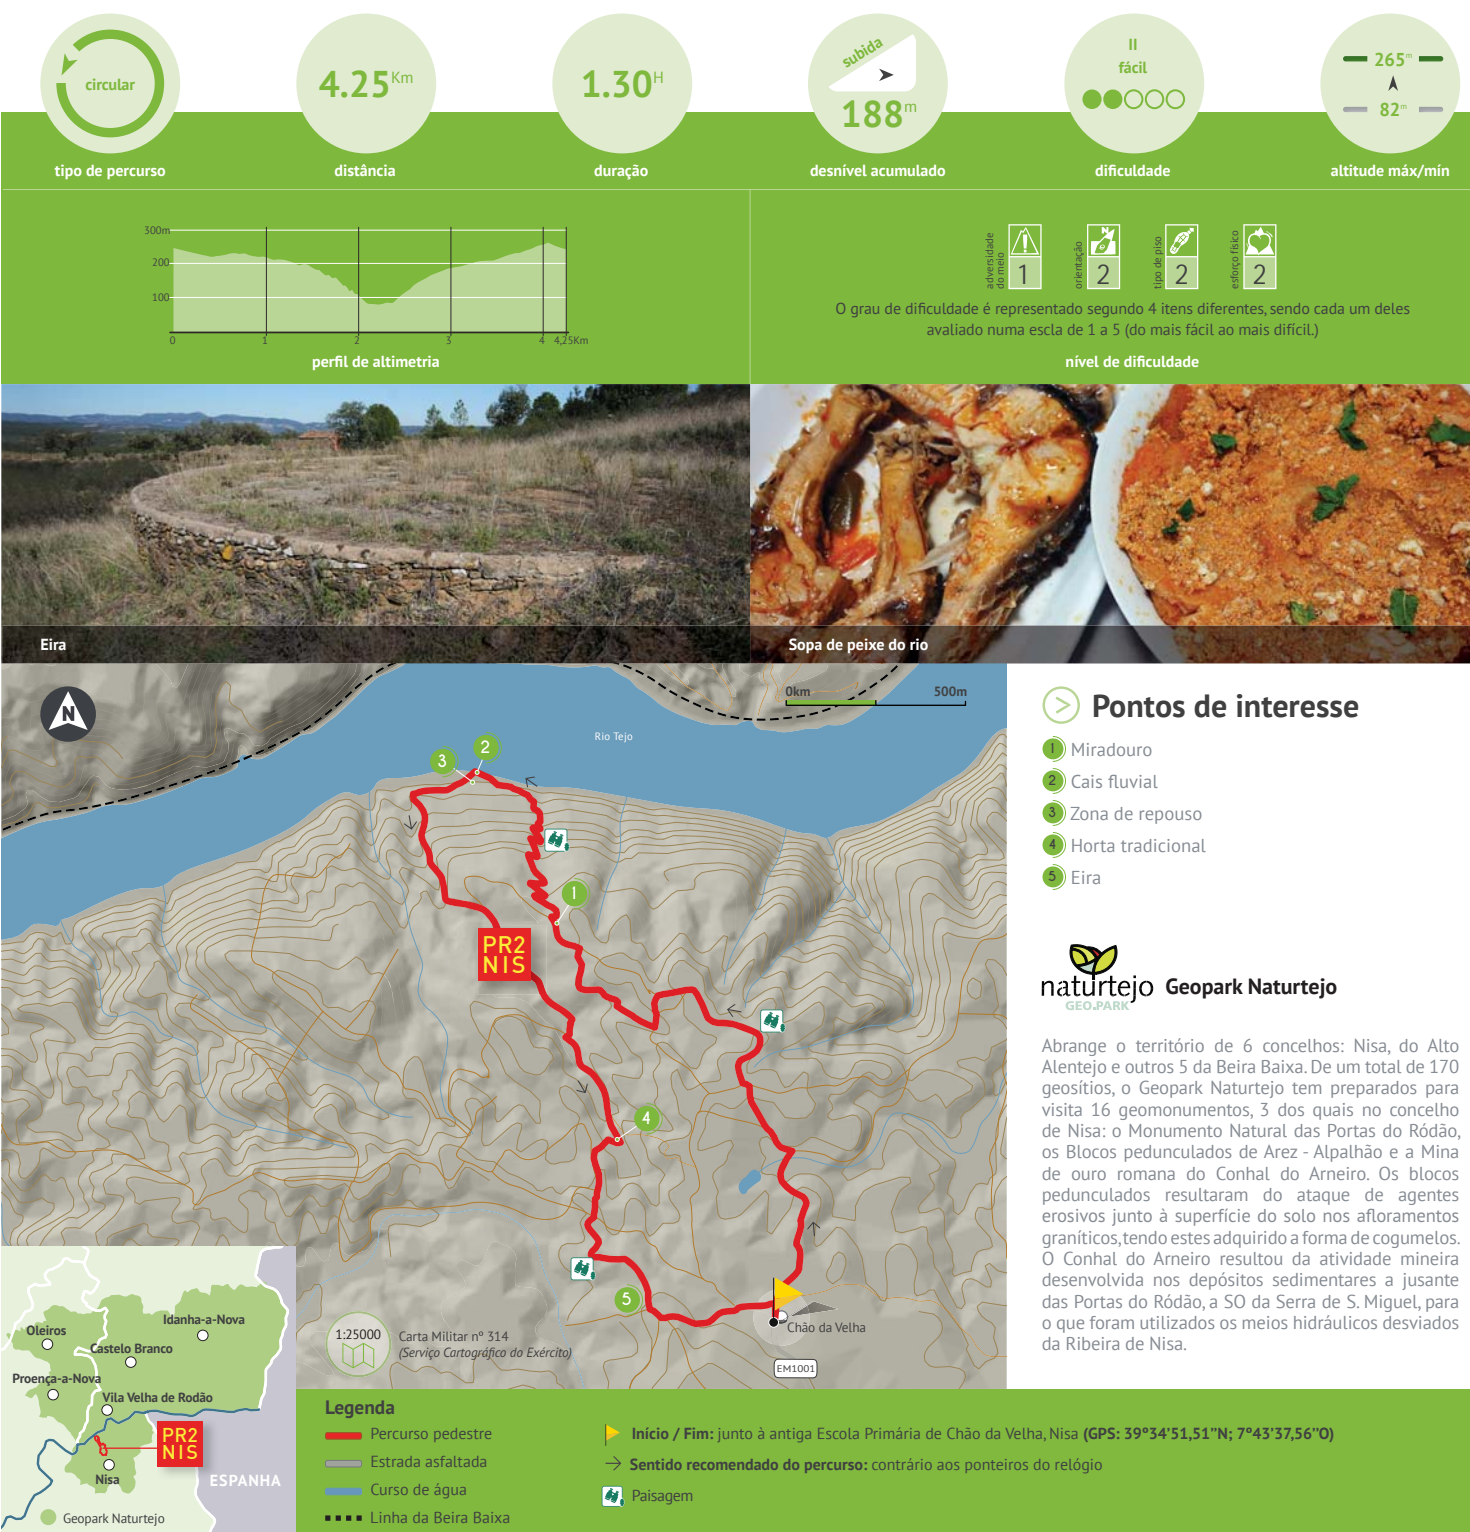 circular
4.25Km
1.30H
subida
188m
II
fácil
265m
82m
tipo de percurso
distância
duração
desnível acumulado
dificuldade
altitude máx/mín
300m
200
100
0
1
2
3
4
4,25Km
perfil de altimetria
adversidade
do meio
1
orientação
N
e
2
tipo de piso
2
esforço físico
2
O grau de dificuldade é representado segundo 4 itens diferentes, sendo cada um deles
avaliado numa escla de 1 a 5 (do mais fácil ao mais difícil.)
nível de dificuldade
Eira
Sopa de peixe do rio
N
0km
500m
Rio Tejo
3
2
1
PR2
NIS
4
5
Chão da Velha
EM1001
1:25000
Carta Militar nº 314
(Serviço Cartográfico do Exército)
Oleiros
Idanha-a-Nova
Castelo Branco
Proença-a-Nova
Vila Velha de Rodão
PR2
NIS
Nisa
ESPANHA
Geopark Naturtejo
Pontos de interesse
1 Miradouro
2 Cais fluvial
3 Zona de repouso
4 Horta tradicional
5 Eira
naturtejo
GEO.PARK
Geopark Naturtejo
Abrange o território de 6 concelhos: Nisa, do Alto
Alentejo e outros 5 da Beira Baixa. De um total de 170
geosítios, o Geopark Naturtejo tem preparados para
visita 16 geomonumentos, 3 dos quais no concelho
de Nisa: o Monumento Natural das Portas do Ródão,
os Blocos pedunculados de Arez - Alpalhão e a Mina
de ouro romana do Conhal do Arneiro. Os blocos
pedunculados resultaram do ataque de agentes
erosivos junto à superfície do solo nos afloramentos
graníticos, tendo estes adquirido a forma de cogumelos.
O Conhal do Arneiro resultou da atividade mineira
desenvolvida nos depósitos sedimentares a jusante
das Portas do Ródão, a SO da Serra de S. Miguel, para
o que foram utilizados os meios hidráulicos desviados
da Ribeira de Nisa.
Legenda
Percurso pedestre
Estrada asfaltada
Curso de água
Linha da Beira Baixa
Início / Fim: junto à antiga Escola Primária de Chão da Velha, Nisa (GPS: 39º34'51,51’’N; 7º43'37,56’’O)
Sentido recomendado do percurso: contrário aos ponteiros do relógio
Paisagem